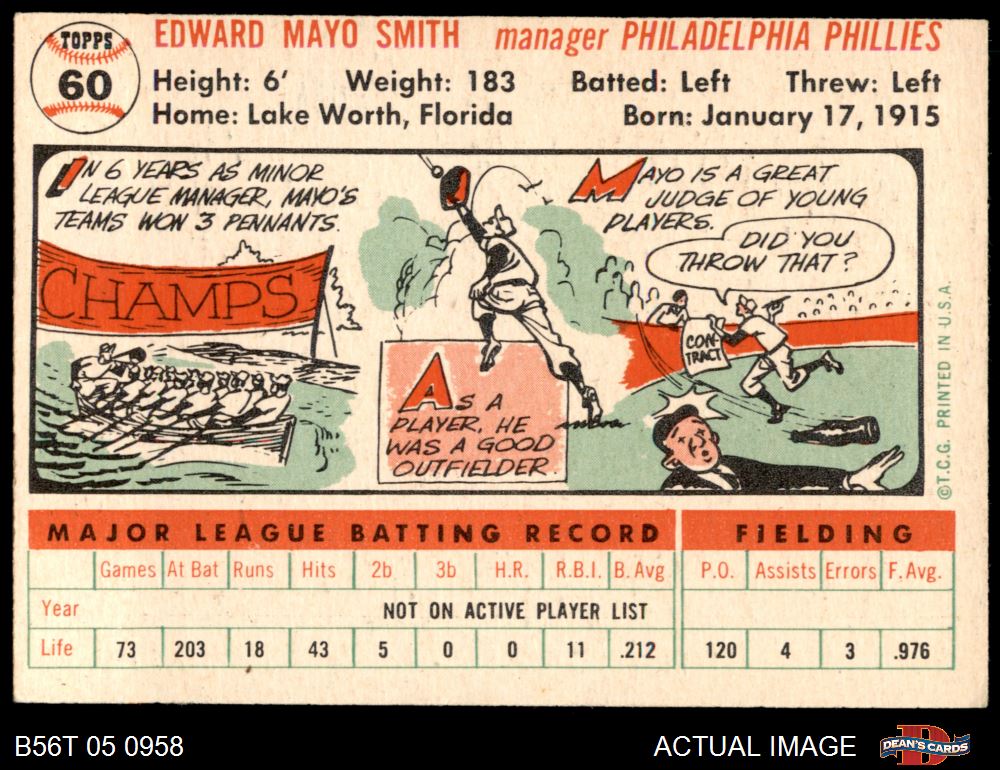 TOPPS
60
EDWARD MAYO SMITH manager PHILADELPHIA PHILLIES
Height: 6' Weight: 183 Batted: Left Threw: Left
Home: Lake Worth, Florida Born: January 17, 1915
IN 6 YEARS AS MINOR
LEAGUE MANAGER, MAYO'S
TEAMS WON 3 PENNANTS.
CHAMPS
AS A
PLAYER, HE
WAS A GOOD
OUTFIELDER.
MAYO IS A GREAT
JUDGE OF YOUNG
PLAYERS.
DID YOU
THROW THAT?
CON-
TRACT
©T.C.G. PRINTED IN U.S.A.
MAJOR LEAGUE BATTING RECORD FIELDING
Games At Bat Runs Hits 2b 3b H.R. R.B.I. B. Avg P.O. Assists Errors F. Avg.
Year NOT ON ACTIVE PLAYER LIST
Life 73 203 18 43 5 0 0 11 .212 120 4 3 .976
B56T 05 0958 ACTUAL IMAGE DEAN'S CARDS